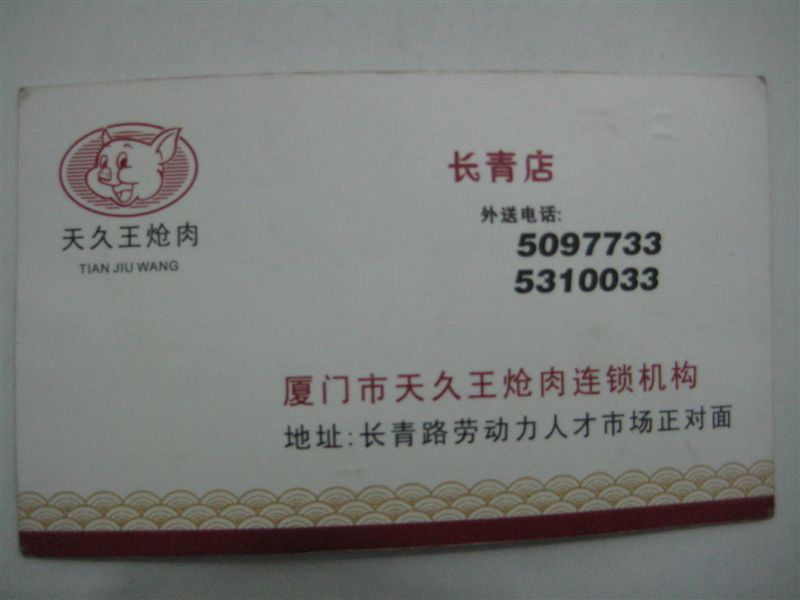 天久王炝肉
TIAN JIU WANG
长青店
外送电话:
5097733
5310033
厦门市天久王炝肉连锁机构
地址:长青路劳动力人才市场正对面